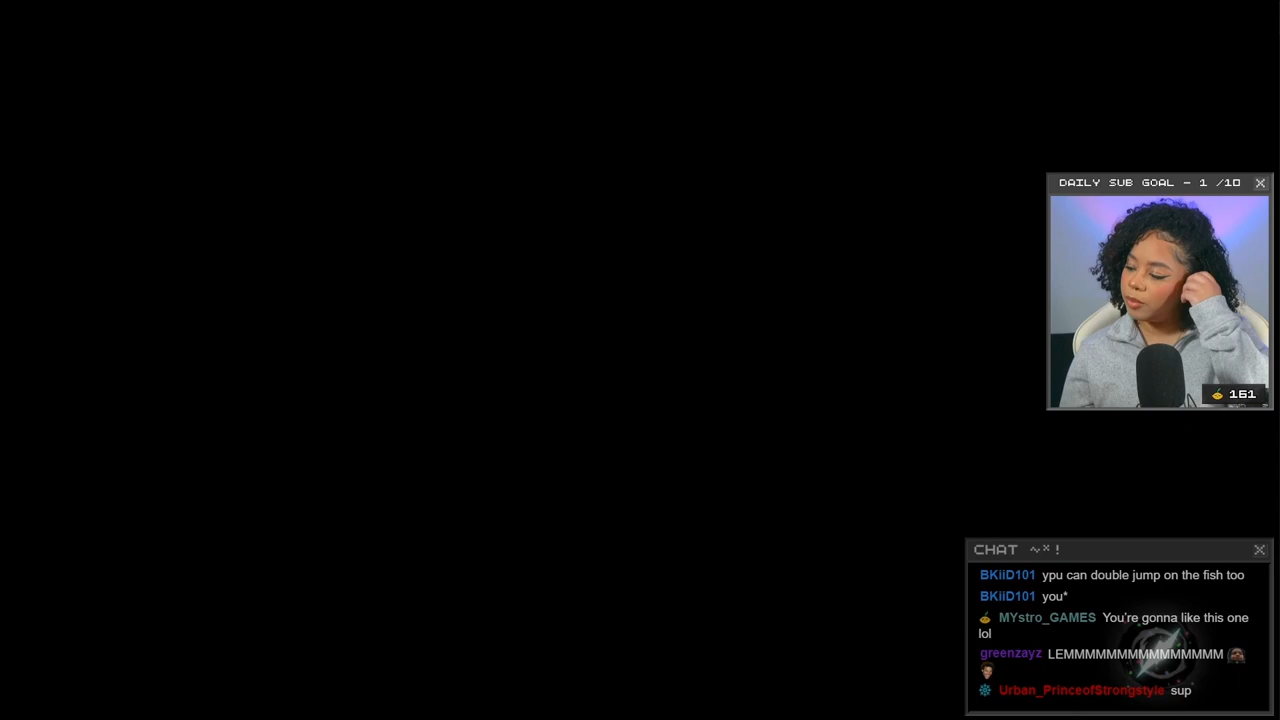 DAILY SUB GOAL - 1 /10
161
CHAT ~*!
BKiiD101 ypu can double jump on the fish too
BKiiD101 you*
MYstro_GAMES You're gonna like this one
lol
greenzayz LEMMMMMMMMMMMMMMM
Urban_PrinceofStrongstyle sup